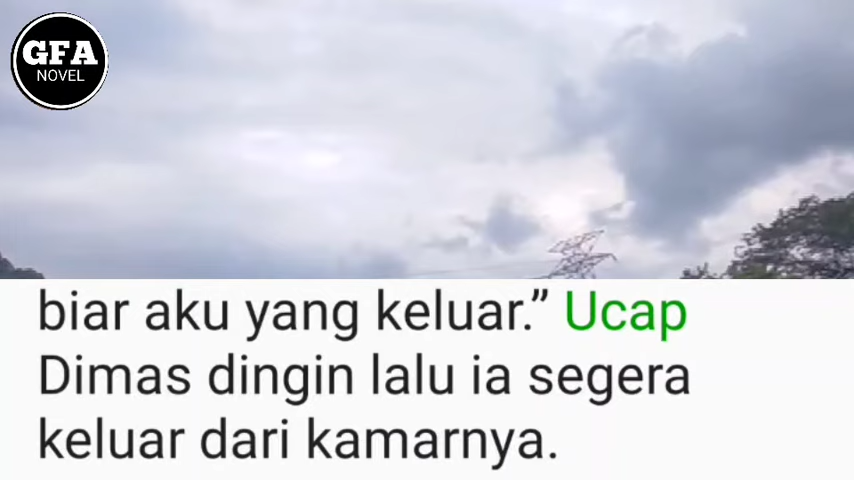 GFA
NOVEL
biar aku yang keluar.” Ucap
Dimas dingin lalu ia segera
keluar dari kamarnya.